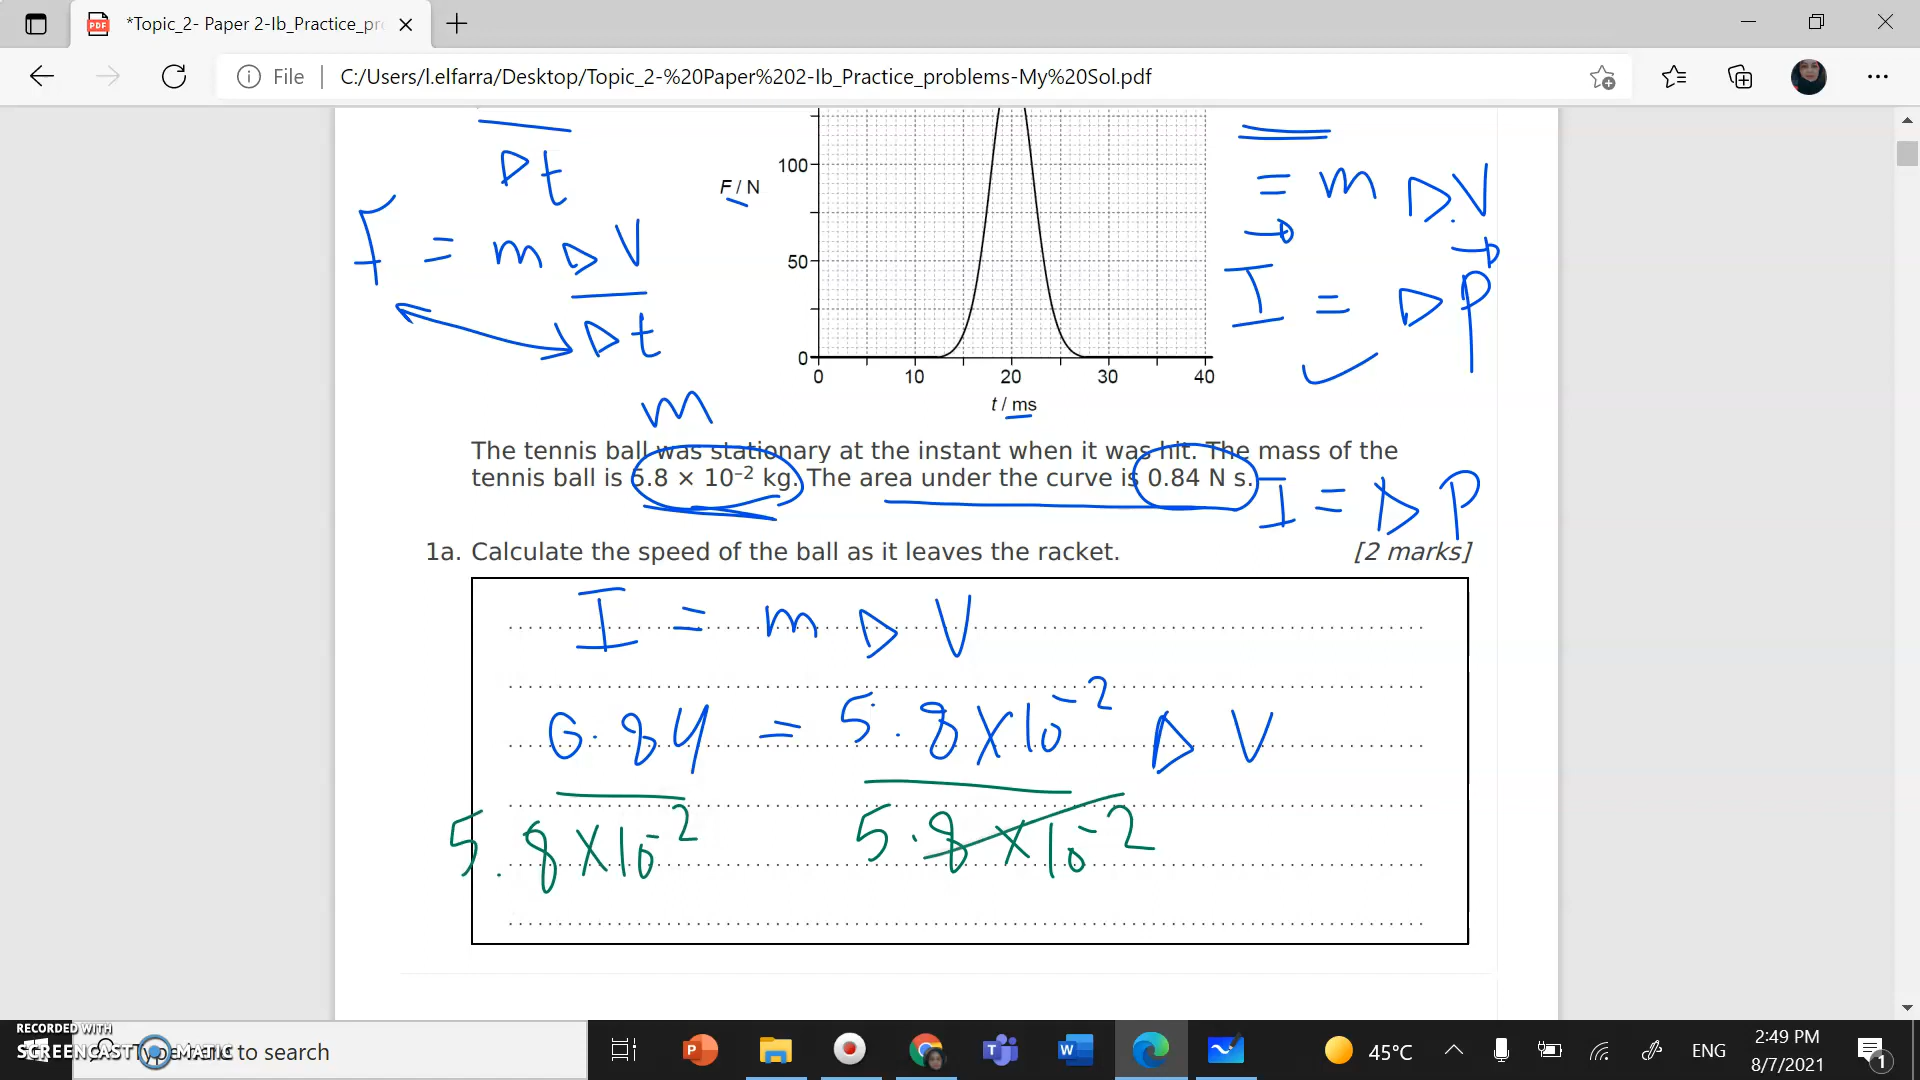 *Topic_2- Paper 2-Ib_Practice_pr
File
C:/Users/l.elfarra/Desktop/Topic_2-%20Paper%202-Ib_Practice_problems-My%20Sol.pdf
Δt
F = m Δ V
Δt
m
F / N
100
50
0
0 10 20 30 40
t / ms
= m Δ V
I = Δ P
The tennis ball was stationary at the instant when it was hit. The mass of the
tennis ball is 5.8 × 10⁻² kg. The area under the curve is 0.84 N s.
I = Δ P
1a. Calculate the speed of the ball as it leaves the racket. [2 marks]
I = m Δ V
0.84 = 5.8 X 10⁻² Δ V
5.8 X 10⁻² 5.8 X 10⁻²
RECORDED WITH
SCREENCAST MATIC
to search
45°C
ENG
2:49 PM
8/7/2021
1